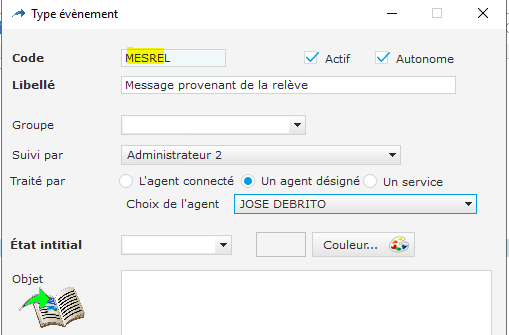 Type évènement
Code MESREL Actif Autonome
Libellé Message provenant de la relève
Groupe
Suivi par Administrateur 2
Traité par L'agent connecté Un agent désigné Un service
Choix de l'agent JOSE DEBRITO
État intitial Couleur...
Objet